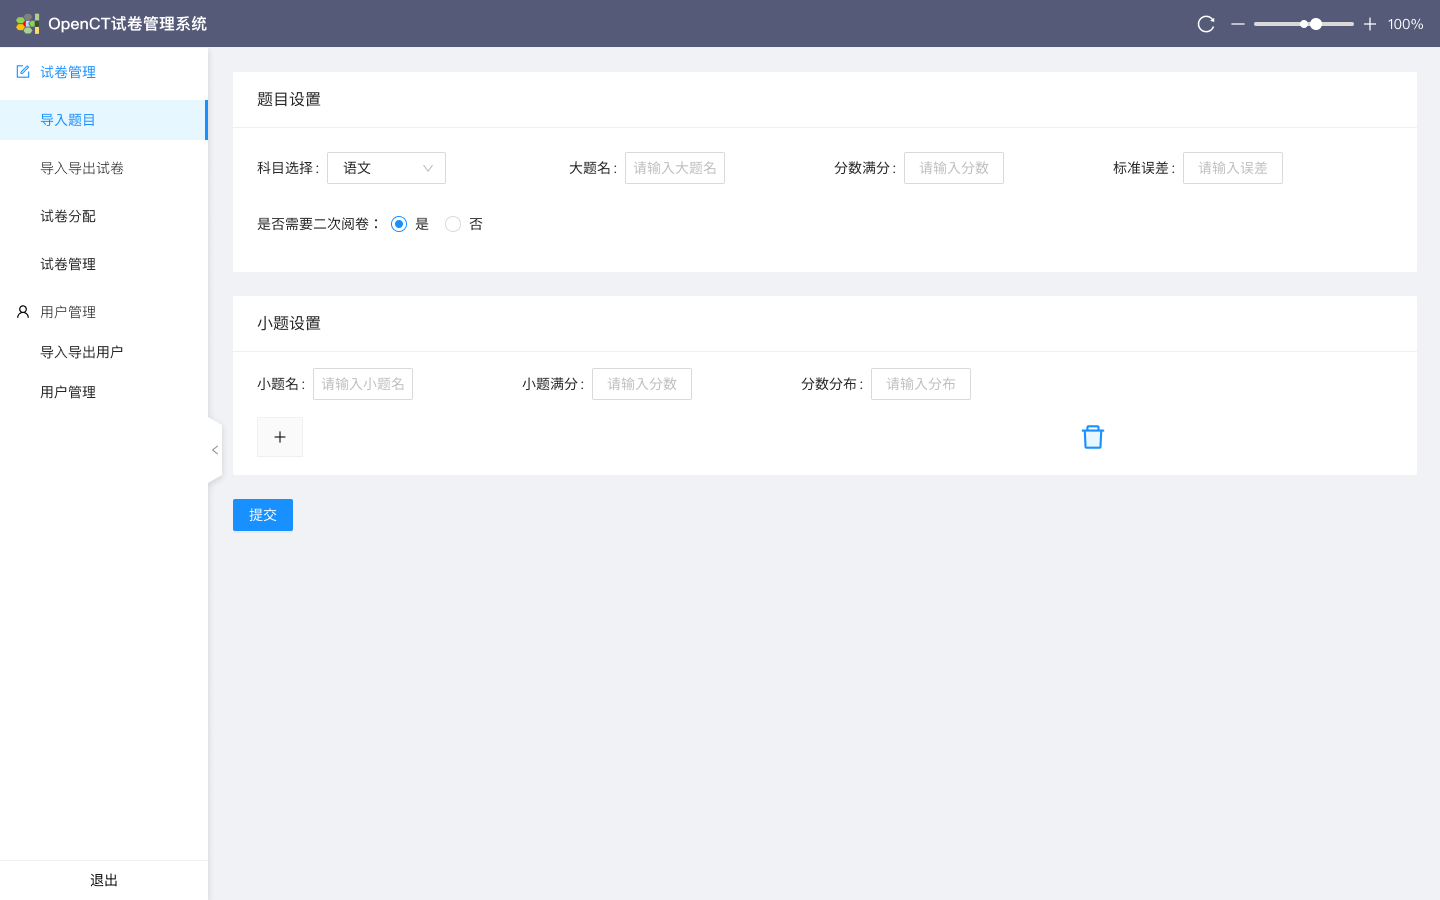 OpenCT试卷管理系统
100%
试卷管理
导入题目
导入导出试卷
试卷分配
试卷管理
用户管理
导入导出用户
用户管理
退出
题目设置
科目选择: 语文 大题名: 请输入大题名 分数满分: 请输入分数 标准误差: 请输入误差
是否需要二次阅卷： 是 否
小题设置
小题名: 请输入小题名 小题满分: 请输入分数 分数分布: 请输入分布
提交